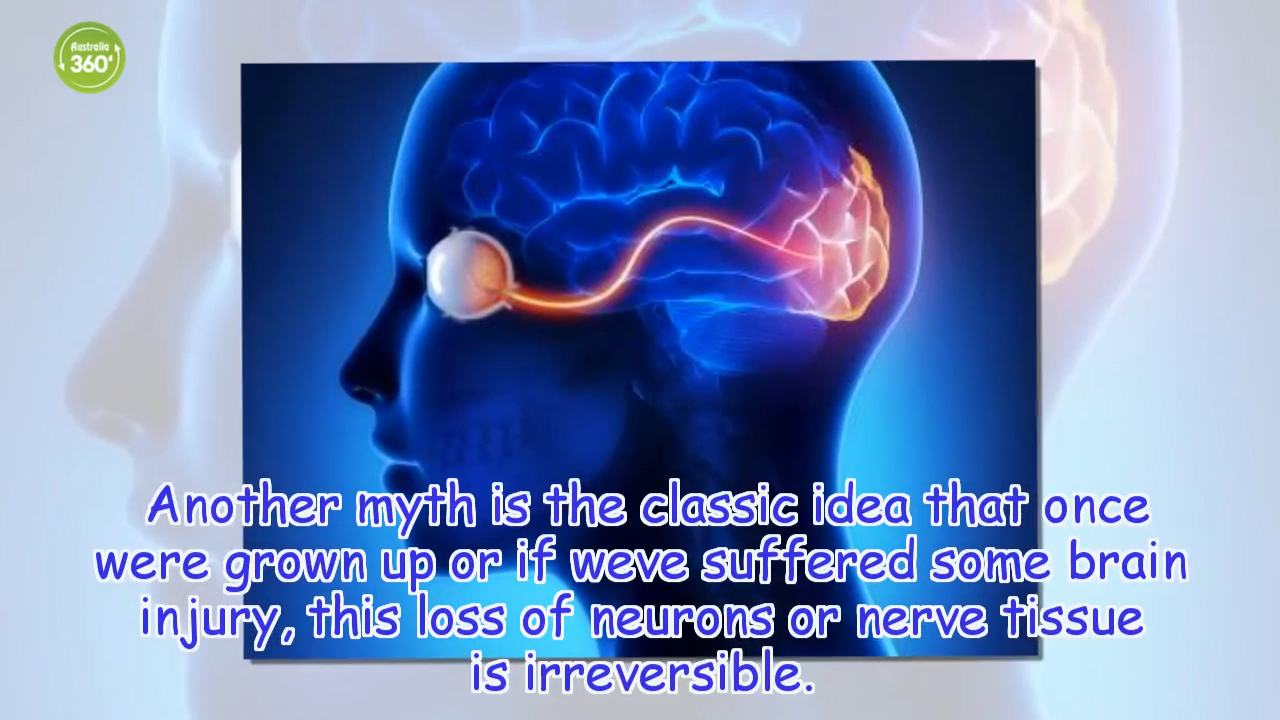 Australia
360°
Another myth is the classic idea that once
were grown up or if weve suffered some brain
injury, this loss of neurons or nerve tissue
is irreversible.